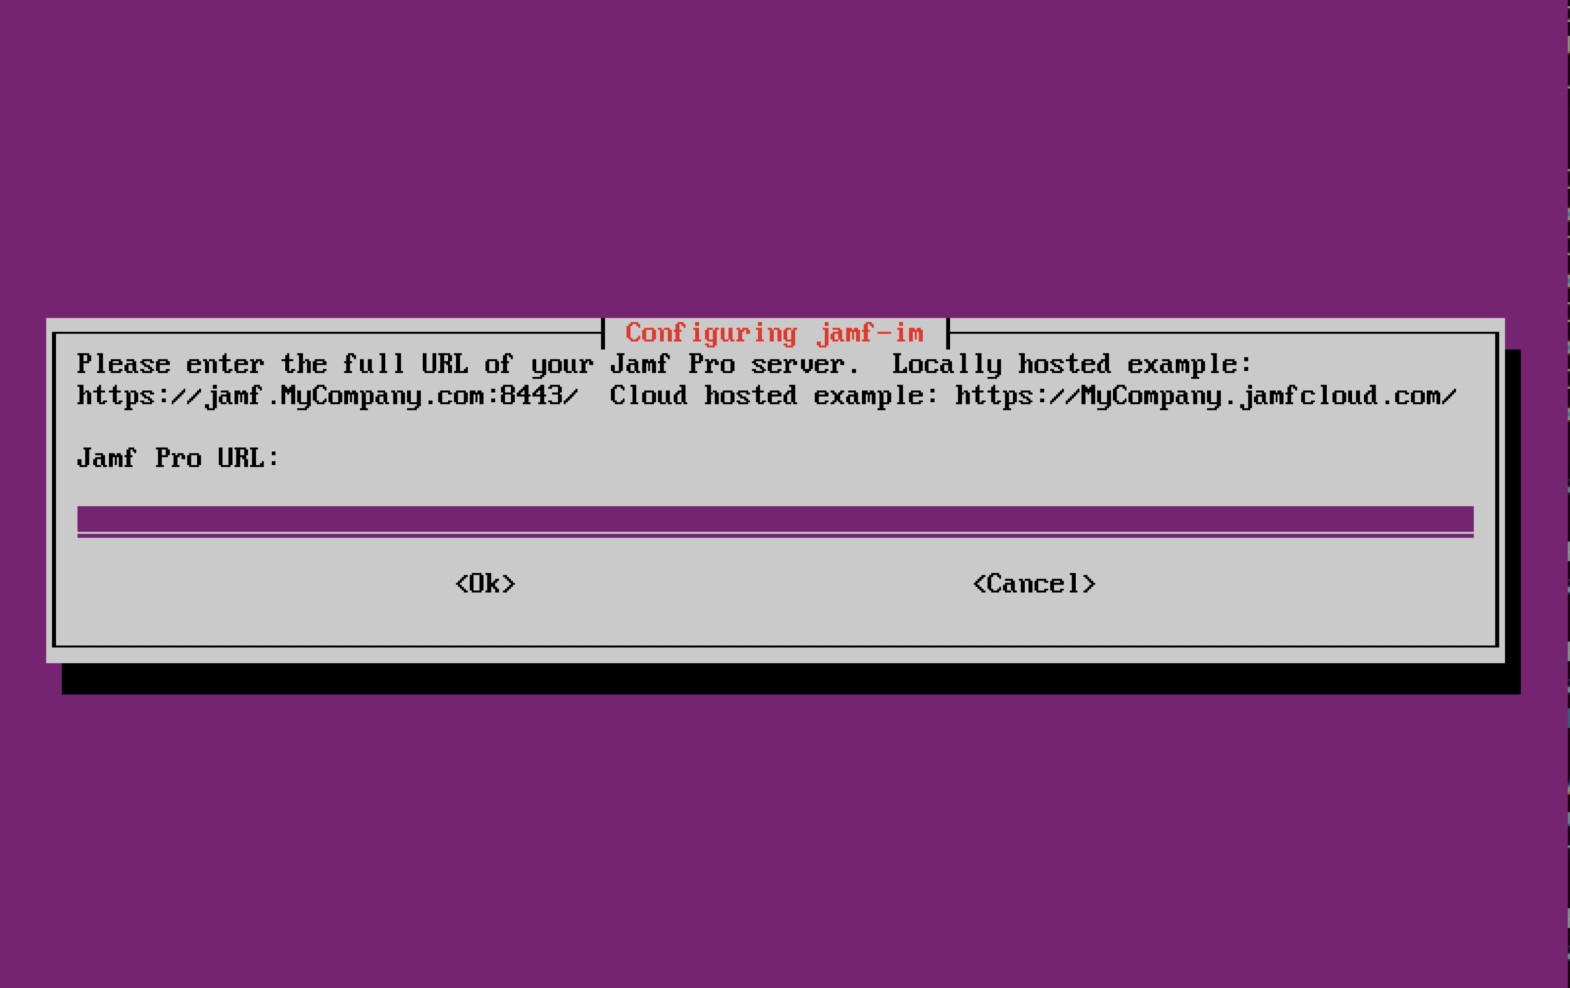 Configuring jamf-im
Please enter the full URL of your Jamf Pro server.  Locally hosted example:
https://jamf.MyCompany.com:8443/  Cloud hosted example: https://MyCompany.jamfcloud.com/
Jamf Pro URL:
<Ok> <Cancel>